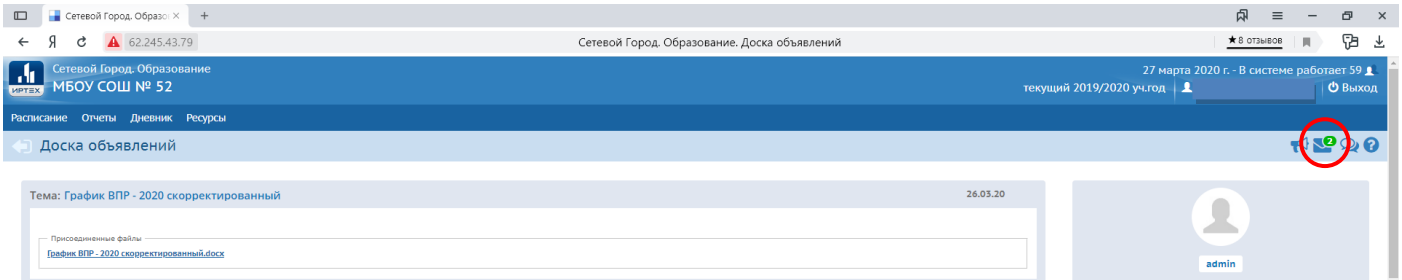 Сетевой Город. Образо
62.245.43.79
Сетевой Город. Образование. Доска объявлений
★8 отзывов
ИРТЕХ
Сетевой Город. Образование
МБОУ СОШ № 52
27 марта 2020 г. - В системе работает 59
текущий 2019/2020 уч.год
Выход
Расписание Отчеты Дневник Ресурсы
Доска объявлений
2
?
Тема: График ВПР - 2020 скорректированный
26.03.20
Присоединенные файлы
График ВПР - 2020 скорректированный.docx
admin